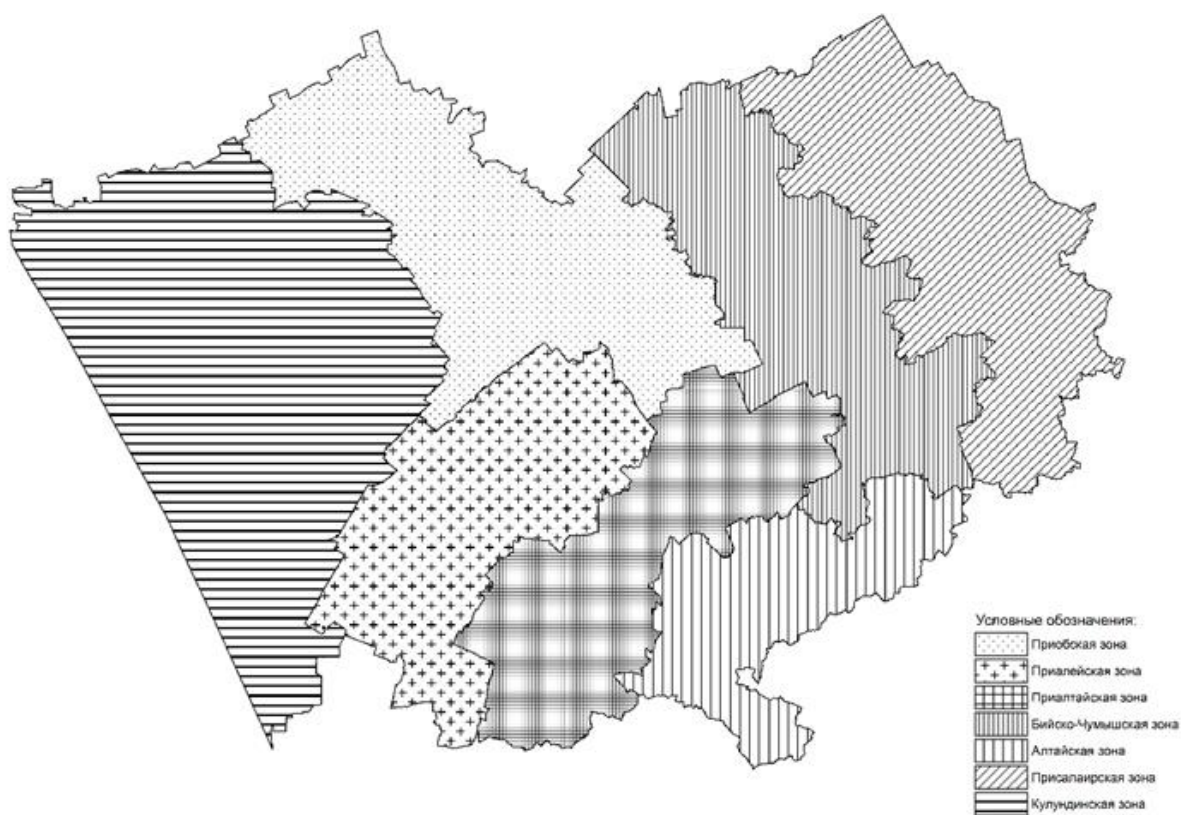 Условные обозначения:
Приобская зона
Приалейская зона
Приалтайская зона
Бийско-Чумышская зона
Алтайская зона
Присалаирская зона
Кулундинская зона